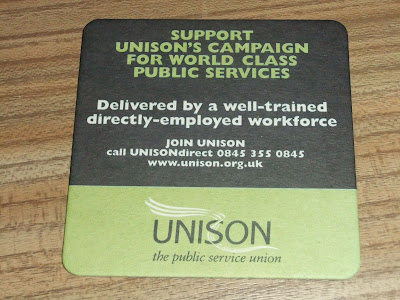 SUPPORT
UNISON'S CAMPAIGN
FOR WORLD CLASS
PUBLIC SERVICES
Delivered by a well-trained
directly-employed workforce
JOIN UNISON
call UNISONdirect 0845 355 0845
www.unison.org.uk
UNISON
the public service union